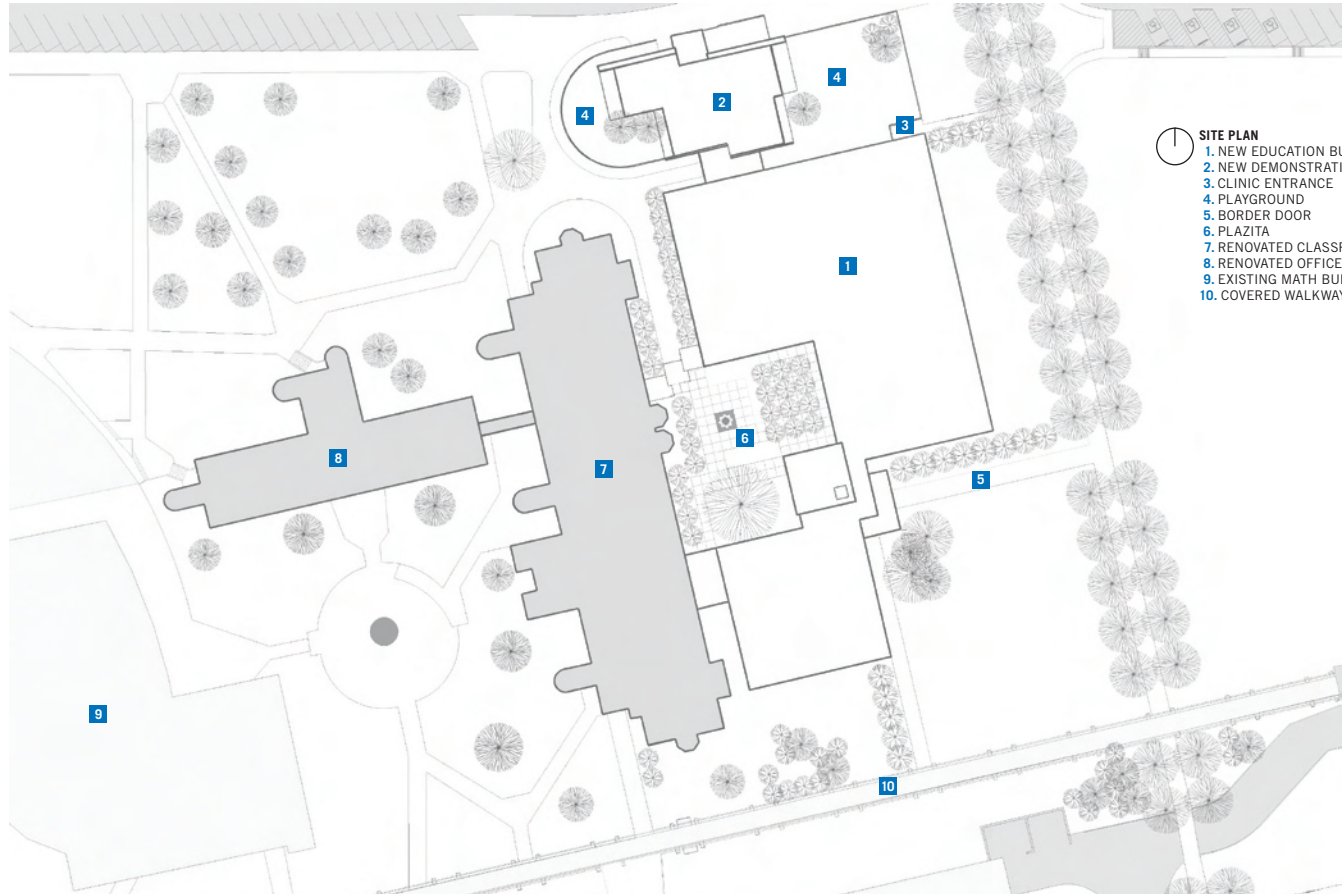 4
2
4
3
SITE PLAN
1. NEW EDUCATION BU
2. NEW DEMONSTRATI
3. CLINIC ENTRANCE
4. PLAYGROUND
5. BORDER DOOR
6. PLAZITA
7. RENOVATED CLASSR
8. RENOVATED OFFICE
9. EXISTING MATH BUI
10. COVERED WALKWAY
1
6
8
7
5
9
10